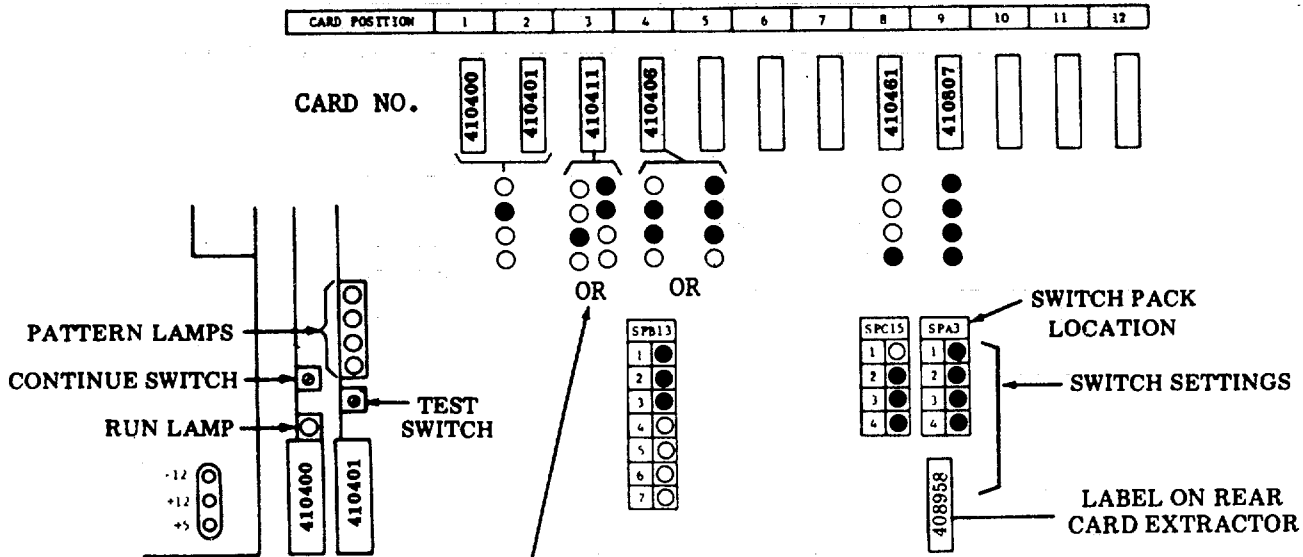 CARD POSITION 1 2 3 4 5 6 7 8 9 10 11 12
CARD NO.
410400
410401
410411
410406
410461
410807
OR
OR
PATTERN LAMPS
CONTINUE SWITCH
RUN LAMP
TEST
SWITCH
-12
+12
+5
410400
410401
SPB13
1
2
3
4
5
6
7
SPC15
1
2
3
4
SPA3
1
2
3
4
SWITCH PACK
LOCATION
SWITCH SETTINGS
408958
LABEL ON REAR
CARD EXTRACTOR